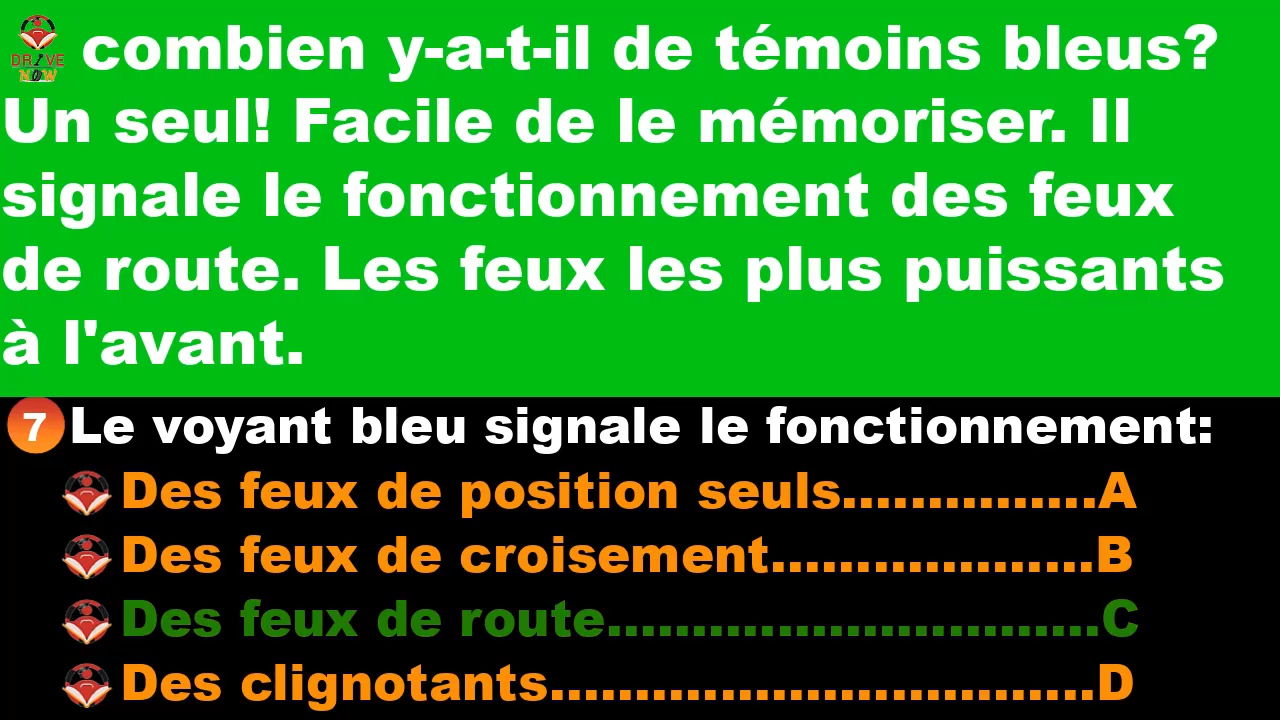 DRIVE
NOW
combien y-a-t-il de témoins bleus?
Un seul! Facile de le mémoriser. Il
signale le fonctionnement des feux
de route. Les feux les plus puissants
à l'avant.
7 Le voyant bleu signale le fonctionnement:
Des feux de position seuls...............A
Des feux de croisement...................B
Des feux de route.............................C
Des clignotants................................D